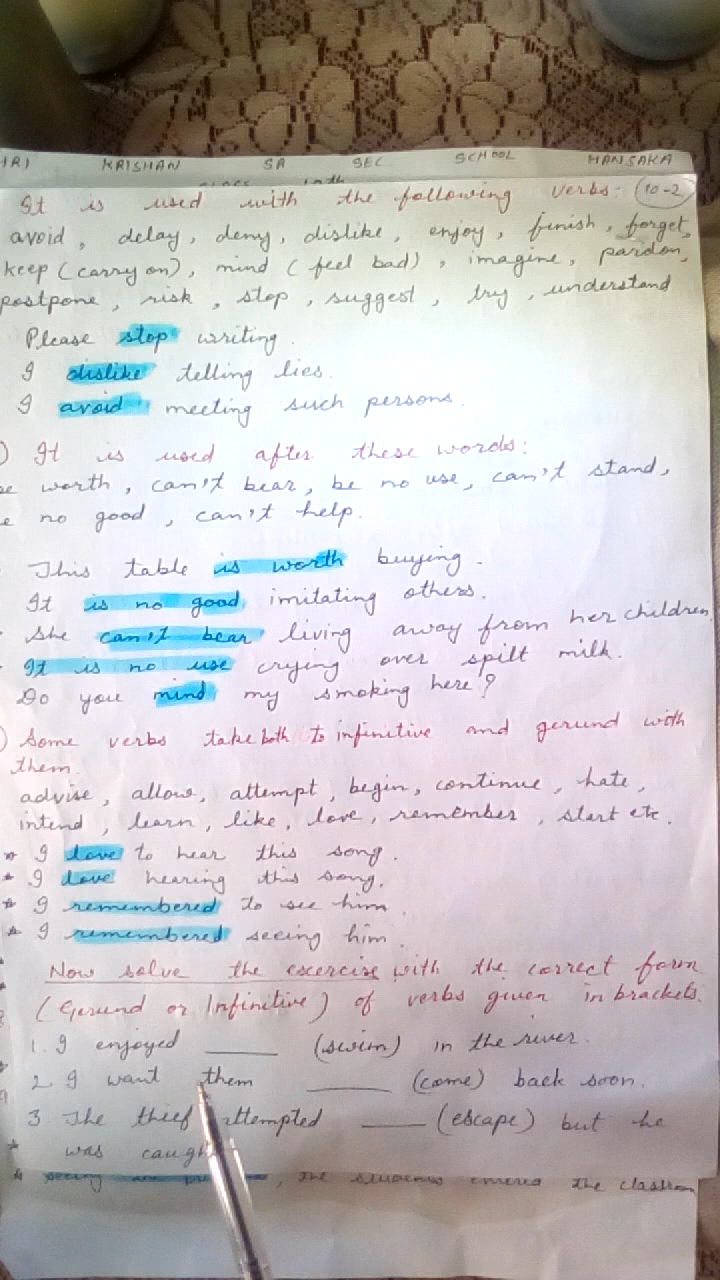 KRISHAN SA SEC SCHOOL MANSAKA
It is used with the following verbs: 10-2
avoid, delay, deny, dislike, enjoy, finish, forget,
keep (carry on), mind (feel bad), imagine, pardon,
postpone, risk, stop, suggest, try, understand
Please stop writing.
I dislike telling lies.
I avoid meeting such persons.
) It is used after these words:
worth, can't bear, be no use, can't stand,
no good, can't help.
This table is worth buying.
It is no good imitating others.
She can't bear living away from her children.
It is no use crying over spilt milk.
Do you mind my smoking here?
) Some verbs take both to infinitive and gerund with
them.
advise, allow, attempt, begin, continue, hate,
intend, learn, like, love, remember, start etc.
* I love to hear this song.
* I love hearing this song.
* I remembered to see him.
* I remembered seeing him.
Now solve the exercise with the correct form
(Gerund or Infinitive) of verbs given in brackets.
1. I enjoyed ____ (swim) in the river.
2. I want them ____ (come) back soon.
3 The thief attempted ____ (escape) but he
was
the students entered the